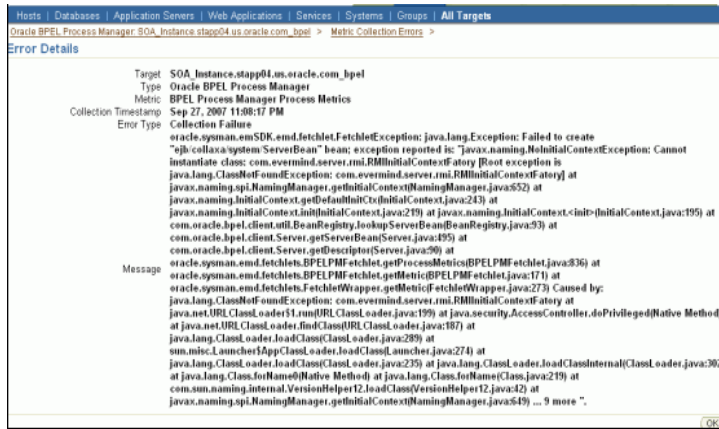 Hosts | Databases | Application Servers | Web Applications | Services | Systems | Groups | All Targets
Oracle BPEL Process Manager: SOA_Instance.stapp04.us.oracle.com_bpel > Metric Collection Errors >
Error Details
Target SOA_Instance.stapp04.us.oracle.com_bpel
Type Oracle BPEL Process Manager
Metric BPEL Process Manager Process Metrics
Collection Timestamp Sep 27, 2007 11:08:17 PM
Error Type Collection Failure
oracle.sysman.emSDK.emd.fetchlet.FetchletException: java.lang.Exception: Failed to create
"ejb/collaxa/system/ServerBean" bean; exception reported is: "javax.naming.NoInitialContextException: Cannot
instantiate class: com.evermind.server.rmi.RMIInitialContextFatory [Root exception is
java.lang.ClassNotFoundException: com.evermind.server.rmi.RMIInitialContextFatory] at
javax.naming.spi.NamingManager.getInitialContext(NamingManager.java:652) at
javax.naming.InitialContext.getDefaultInitCtx(InitialContext.java:243) at
javax.naming.InitialContext.init(InitialContext.java:219) at javax.naming.InitialContext.<init>(InitialContext.java:195) at
com.oracle.bpel.client.util.BeanRegistry.lookupServerBean(BeanRegistry.java:93) at
com.oracle.bpel.client.Server.getServerBean(Server.java:495) at
com.oracle.bpel.client.Server.getDescriptor(Server.java:90) at
oracle.sysman.emd.fetchlets.BPELPMFetchlet.getProcessMetrics(BPELPMFetchlet.java:836) at
Message oracle.sysman.emd.fetchlets.BPELPMFetchlet.getMetric(BPELPMFetchlet.java:171) at
oracle.sysman.emd.fetchlets.FetchletWrapper.getMetric(FetchletWrapper.java:273) Caused by:
java.lang.ClassNotFoundException: com.evermind.server.rmi.RMIInitialContextFatory at
java.net.URLClassLoader$1.run(URLClassLoader.java:199) at java.security.AccessController.doPrivileged(Native Method
at java.net.URLClassLoader.findClass(URLClassLoader.java:187) at
java.lang.ClassLoader.loadClass(ClassLoader.java:289) at
sun.misc.Launcher$AppClassLoader.loadClass(Launcher.java:274) at
java.lang.ClassLoader.loadClass(ClassLoader.java:235) at java.lang.ClassLoader.loadClassInternal(ClassLoader.java:302
at java.lang.Class.forName0(Native Method) at java.lang.Class.forName(Class.java:219) at
com.sun.naming.internal.VersionHelper12.loadClass(VersionHelper12.java:42) at
javax.naming.spi.NamingManager.getInitialContext(NamingManager.java:649) ... 9 more ".
OK